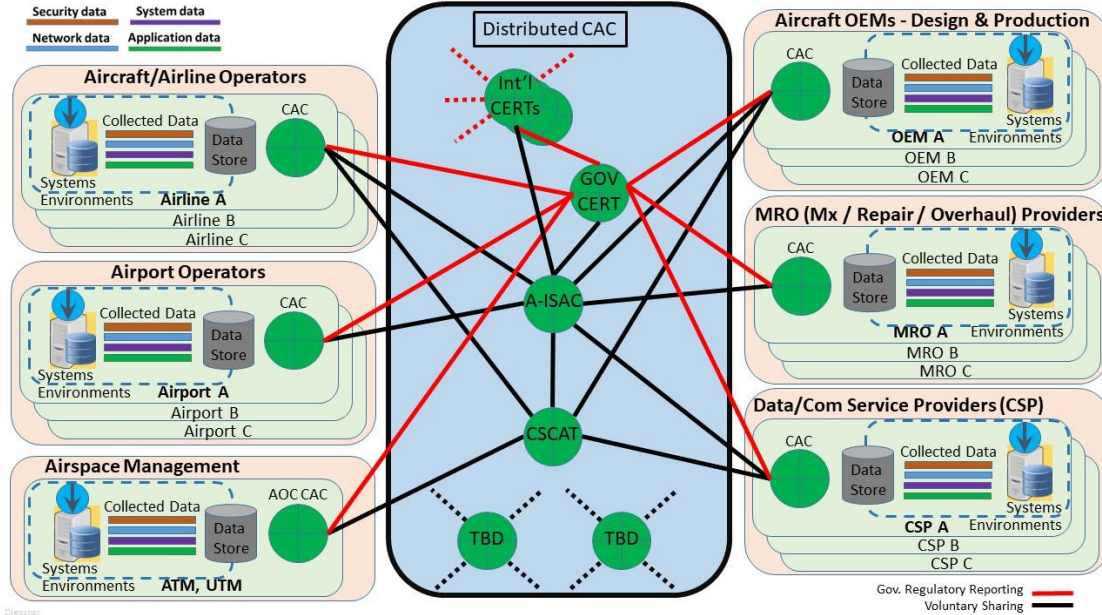 Security data
System data
Network data
Application data
Aircraft/Airline Operators
Collected Data
CAC
Data
Store
Systems
Environments
Airline A
Airline B
Airline C
Airport Operators
Collected Data
CAC
Data
Store
Systems
Environments
Airport A
Airport B
Airport C
Airspace Management
Collected Data
AOC CAC
Data
Store
Systems
Environments
ATM, UTM
Distributed CAC
Int'l
CERTs
GOV
CERT
A-ISAC
CSCAT
TBD
TBD
Aircraft OEMs - Design & Production
CAC
Data
Store
Collected Data
OEM A
Systems
Environments
OEM B
OEM C
MRO (Mx / Repair / Overhaul) Providers
CAC
Data
Store
Collected Data
MRO A
Systems
Environments
MRO B
MRO C
Data/Com Service Providers (CSP)
CAC
Data
Store
Collected Data
CSP A
Systems
Environments
CSP B
CSP C
Gov. Regulatory Reporting
Voluntary Sharing
Diessner